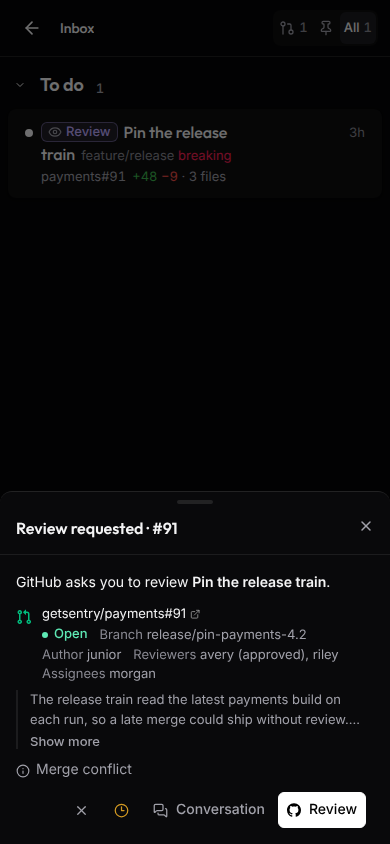 Inbox
1
All 1
To do 1
Review Pin the release 3h
train feature/release breaking
payments#91 +48 −9 · 3 files
Review requested · #91
GitHub asks you to review Pin the release train.
getsentry/payments#91
Open Branch release/pin-payments-4.2
Author junior Reviewers avery (approved), riley
Assignees morgan
The release train read the latest payments build on
each run, so a late merge could ship without review....
Show more
Merge conflict
Conversation Review